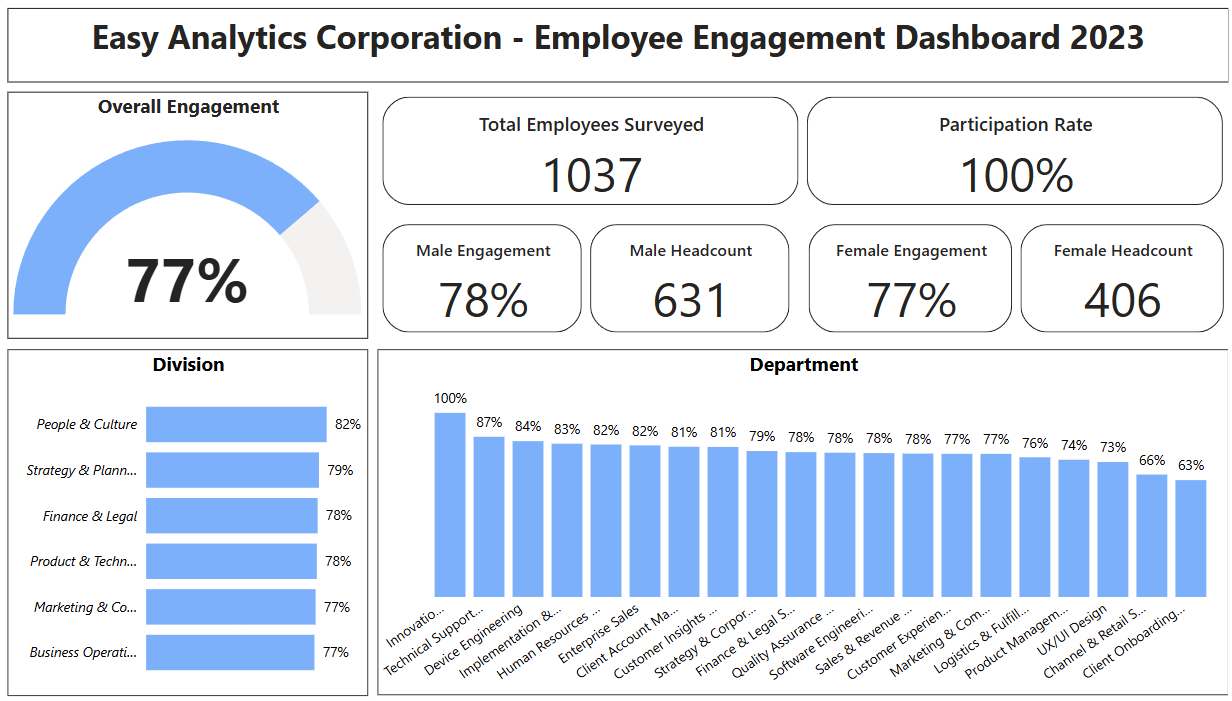 Easy Analytics Corporation - Employee Engagement Dashboard 2023
Overall Engagement
77%
Total Employees Surveyed
1037
Participation Rate
100%
Male Engagement
78%
Male Headcount
631
Female Engagement
77%
Female Headcount
406
Division
People & Culture
82%
Strategy & Plann...
79%
Finance & Legal
78%
Product & Techn...
78%
Marketing & Co...
77%
Business Operati...
77%
Department
100%
87%
84%
83%
82%
82%
81%
81%
79%
78%
78%
78%
78%
77%
77%
76%
74%
73%
66%
63%
Innovatio...
Technical Support...
Device Engineering
Implementation &...
Human Resources ...
Enterprise Sales
Client Account Ma...
Customer Insights ...
Strategy & Corpor...
Finance & Legal S...
Quality Assurance ...
Software Engineeri...
Sales & Revenue ...
Customer Experien...
Marketing & Com...
Logistics & Fulfill...
Product Managem...
UX/UI Design
Channel & Retail S...
Client Onboarding...